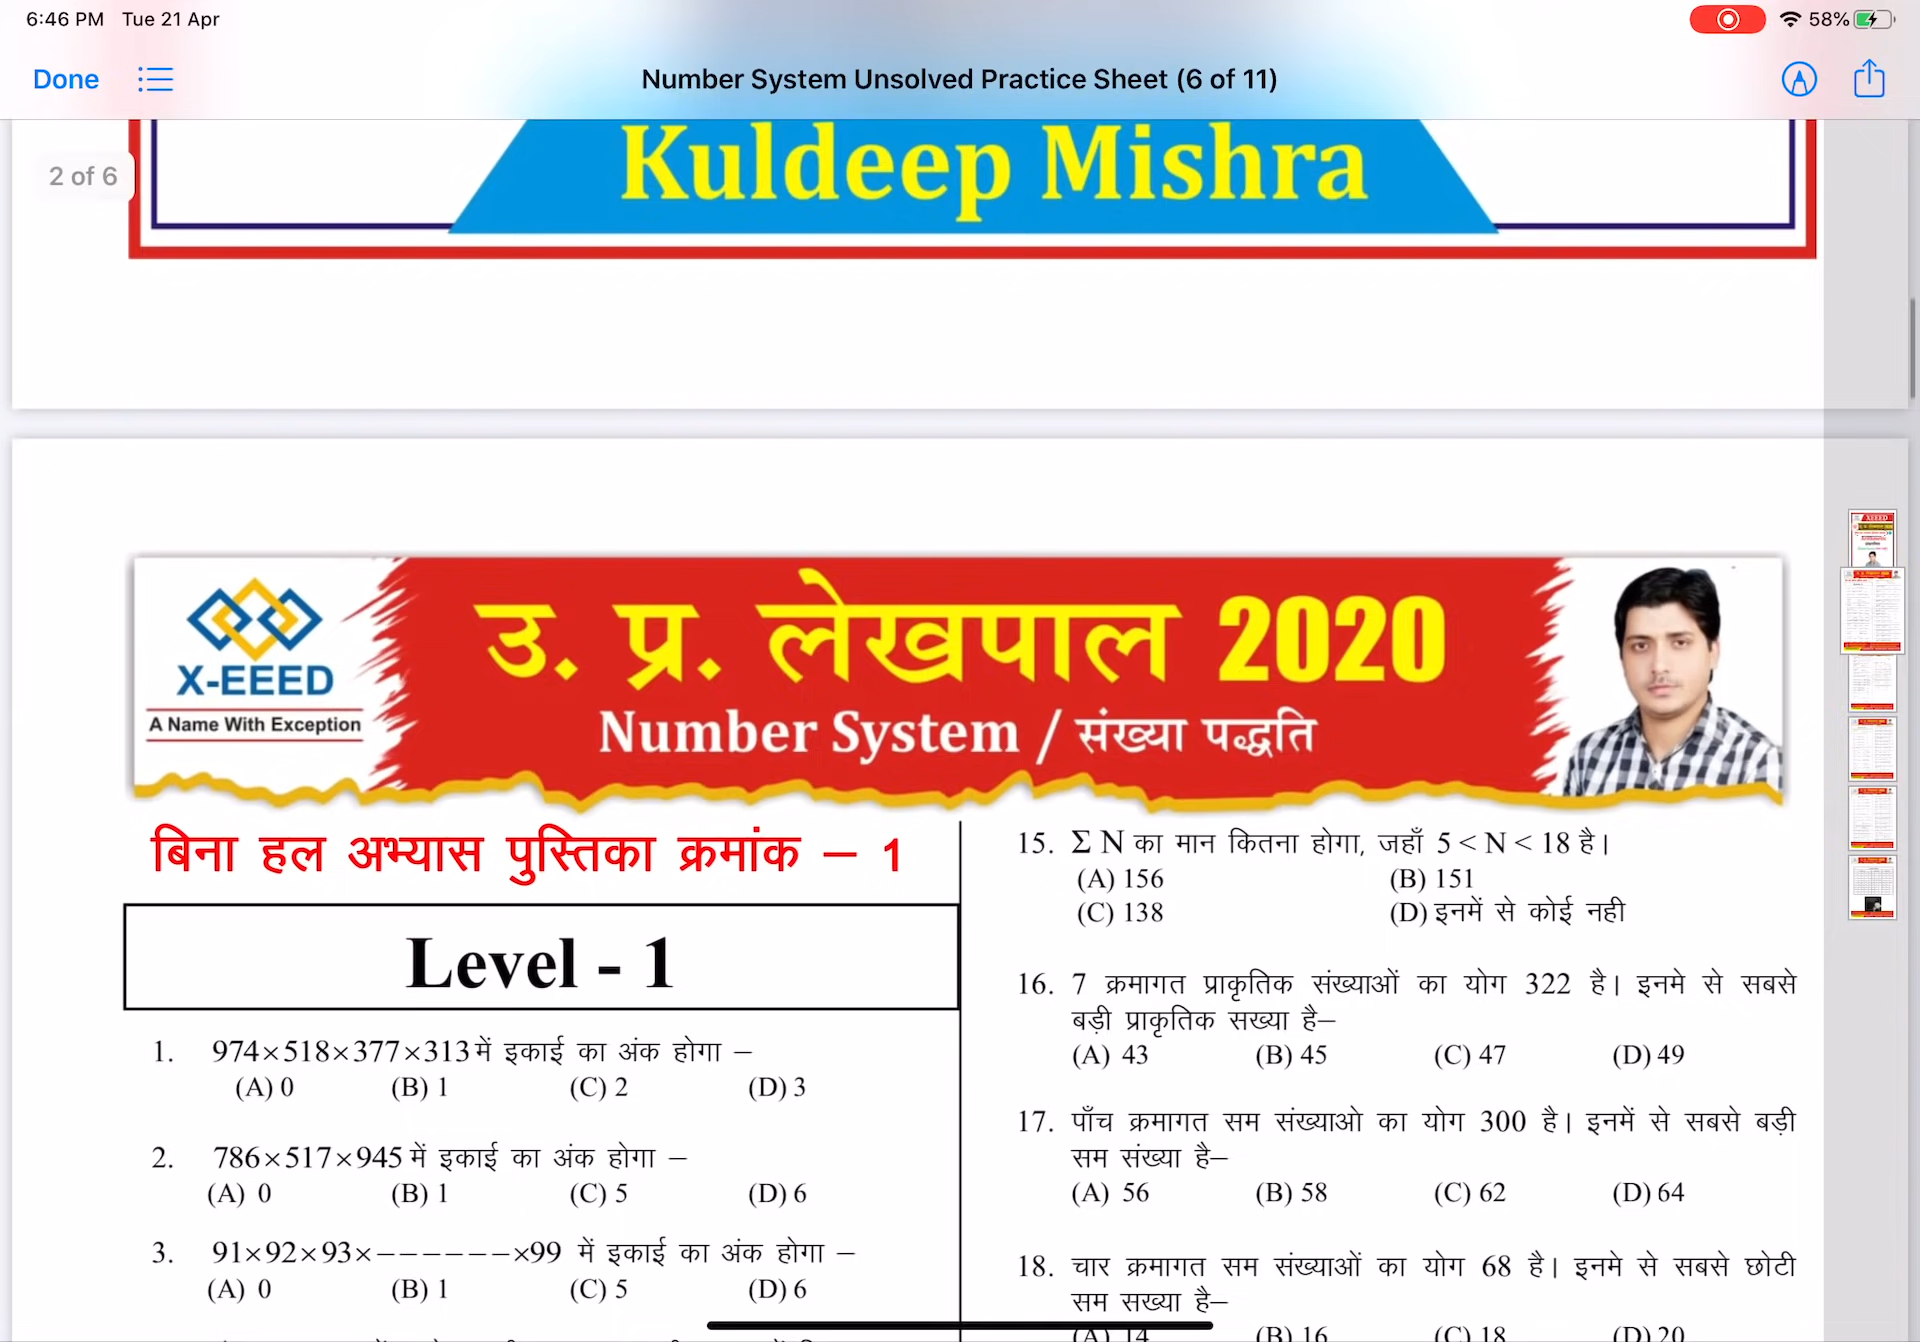 6:46 PM Tue 21 Apr
58%
Done
Number System Unsolved Practice Sheet (6 of 11)
2 of 6
Kuldeep Mishra
X-EEED
A Name With Exception
उ. प्र. लेखपाल 2020
Number System / संख्या पद्धति
बिना हल अभ्यास पुस्तिका क्रमांक – 1
Level - 1
1. 974×518×377×313 में इकाई का अंक होगा –
(A) 0 (B) 1 (C) 2 (D) 3
2. 786×517×945 में इकाई का अंक होगा –
(A) 0 (B) 1 (C) 5 (D) 6
3. 91×92×93×––––––×99 में इकाई का अंक होगा –
(A) 0 (B) 1 (C) 5 (D) 6
15. Σ N का मान कितना होगा, जहाँ 5 < N < 18 है।
(A) 156 (B) 151
(C) 138 (D) इनमें से कोई नही
16. 7 क्रमागत प्राकृतिक संख्याओं का योग 322 है। इनमे से सबसे
बड़ी प्राकृतिक सख्या है–
(A) 43 (B) 45 (C) 47 (D) 49
17. पाँच क्रमागत सम संख्याओ का योग 300 है। इनमें से सबसे बड़ी
सम संख्या है–
(A) 56 (B) 58 (C) 62 (D) 64
18. चार क्रमागत सम संख्याओं का योग 68 है। इनमे से सबसे छोटी
सम सख्या है–
(A) 14 (B) 16 (C) 18 (D) 20